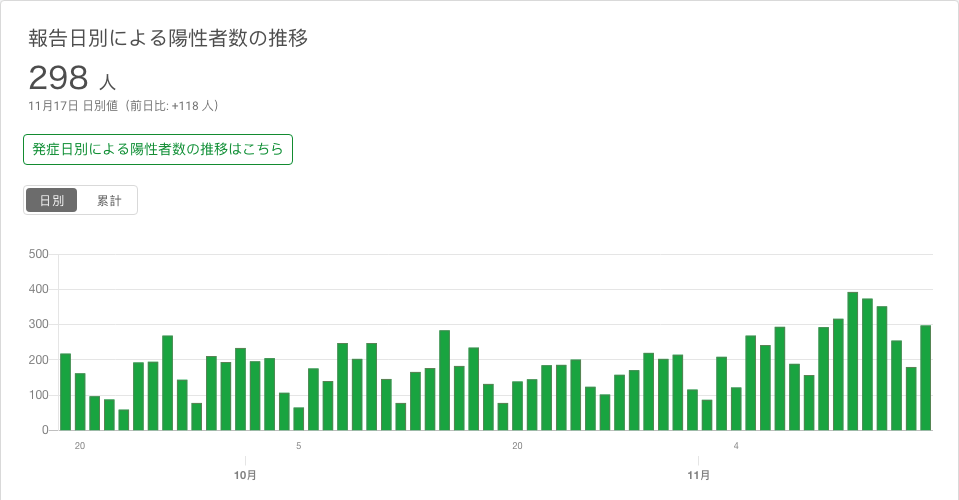 報告日別による陽性者数の推移
298 人
11月17日 日別値（前日比: +118 人）
発症日別による陽性者数の推移はこちら
日別 累計
500
400
300
200
100
0
20 5 20 4
10月 11月